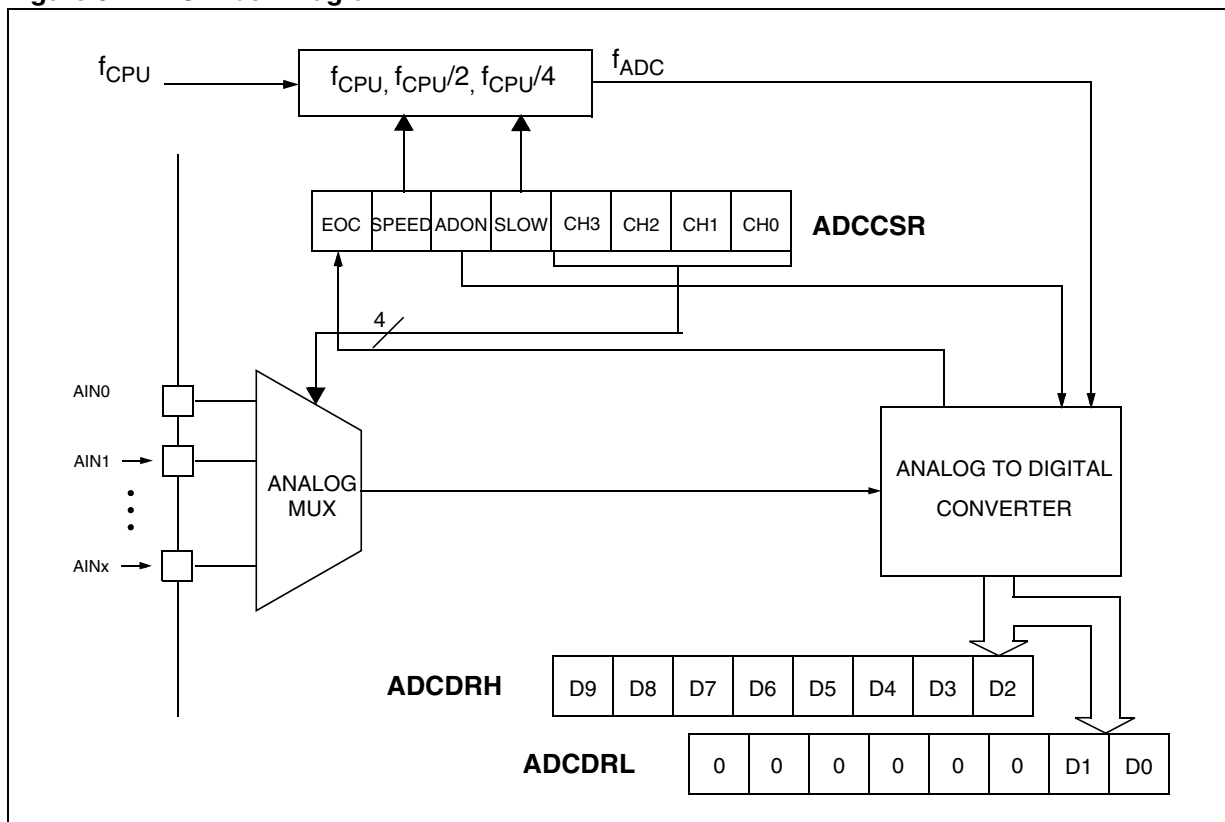 fCPU
fCPU, fCPU/2, fCPU/4
fADC
EOC SPEED ADON SLOW CH3 CH2 CH1 CH0
ADCCSR
4
AIN0
AIN1
AINx
ANALOG
MUX
ANALOG TO DIGITAL
CONVERTER
ADCDRH
D9 D8 D7 D6 D5 D4 D3 D2
ADCDRL
0 0 0 0 0 0 D1 D0